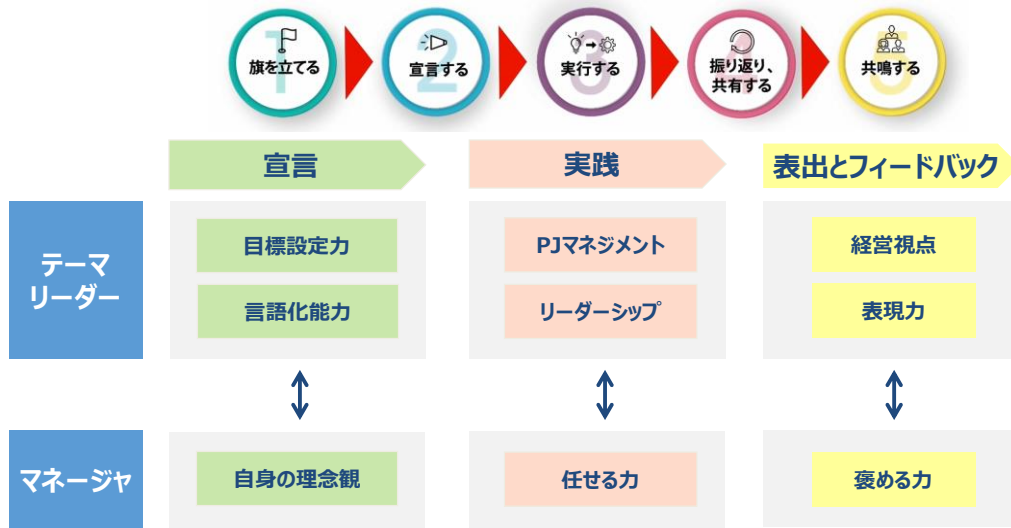 1
旗を立てる
2
宣言する
3
実行する
4
振り返り、
共有する
5
共鳴する
宣言
実践
表出とフィードバック
テーマ
リーダー
目標設定力
言語化能力
PJマネジメント
リーダーシップ
経営視点
表現力
マネージャ
自身の理念観
任せる力
褒める力